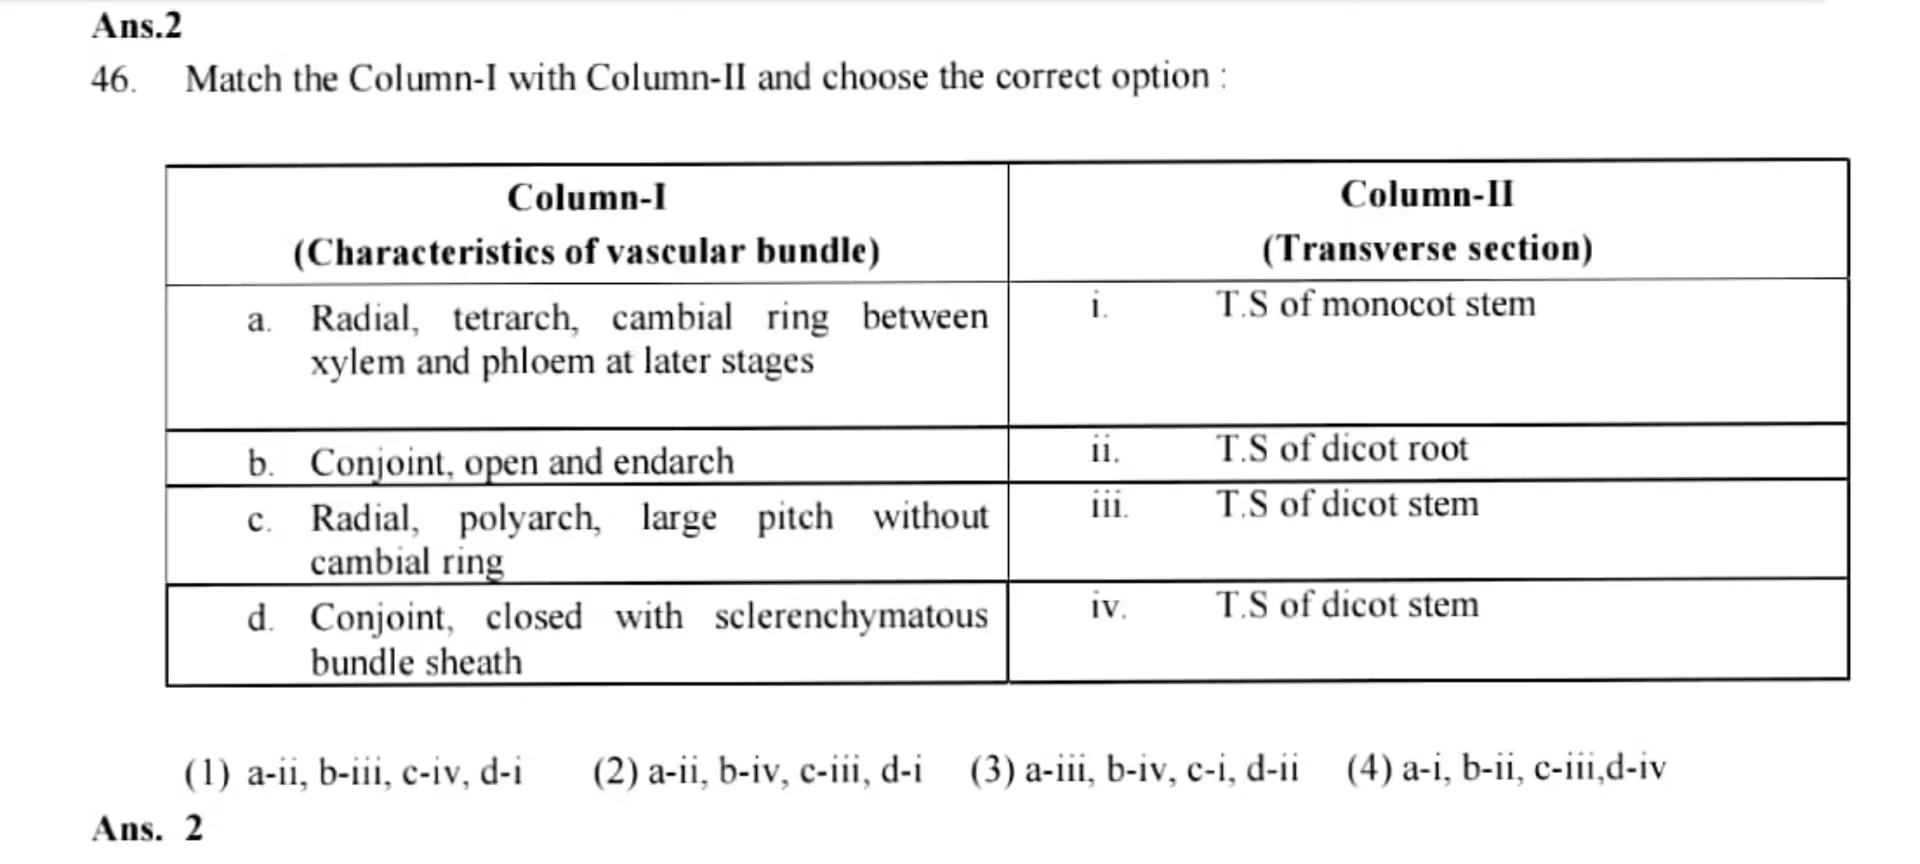 Ans.2
46. Match the Column-I with Column-II and choose the correct option :
Column-I
(Characteristics of vascular bundle)
Column-II
(Transverse section)
a. Radial, tetrarch, cambial ring between
xylem and phloem at later stages
i. T.S of monocot stem
b. Conjoint, open and endarch
ii. T.S of dicot root
c. Radial, polyarch, large pitch without
cambial ring
iii. T.S of dicot stem
d. Conjoint, closed with sclerenchymatous
bundle sheath
iv. T.S of dicot stem
(1) a-ii, b-iii, c-iv, d-i (2) a-ii, b-iv, c-iii, d-i (3) a-iii, b-iv, c-i, d-ii (4) a-i, b-ii, c-iii,d-iv
Ans. 2